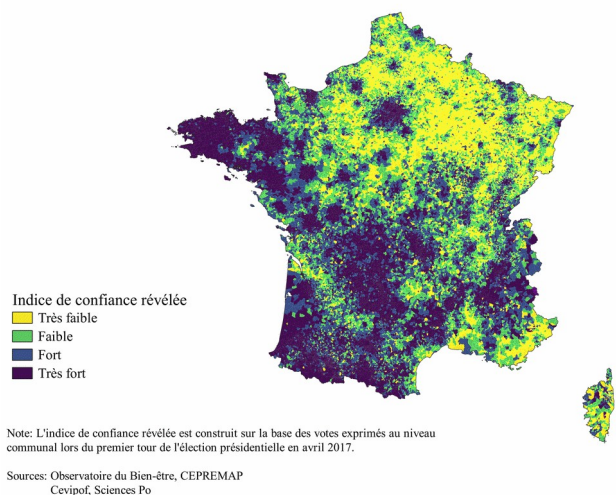 Indice de confiance révélée
Très faible
Faible
Fort
Très fort
Note: L'indice de confiance révélée est construit sur la base des votes exprimés au niveau
communal lors du premier tour de l'élection présidentielle en avril 2017.
Sources: Observatoire du Bien-être, CEPREMAP
Cevipof, Sciences Po